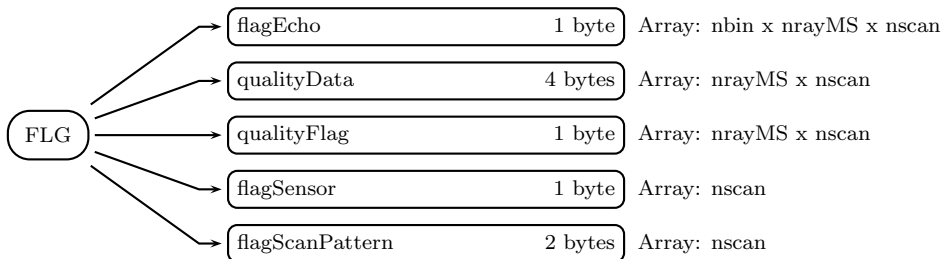 flagEcho 1 byte Array: nbin x nrayMS x nscan
qualityData 4 bytes Array: nrayMS x nscan
FLG
qualityFlag 1 byte Array: nrayMS x nscan
flagSensor 1 byte Array: nscan
flagScanPattern 2 bytes Array: nscan